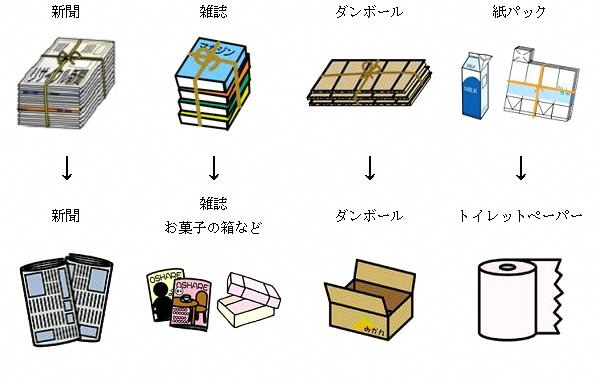 新聞
雑誌
ダンボール
紙パック
マガジン
MILK
↓
↓
↓
↓
新聞
雑誌
お菓子の箱など
ダンボール
トイレットペーパー
OSHARE
OSHARE
みかん